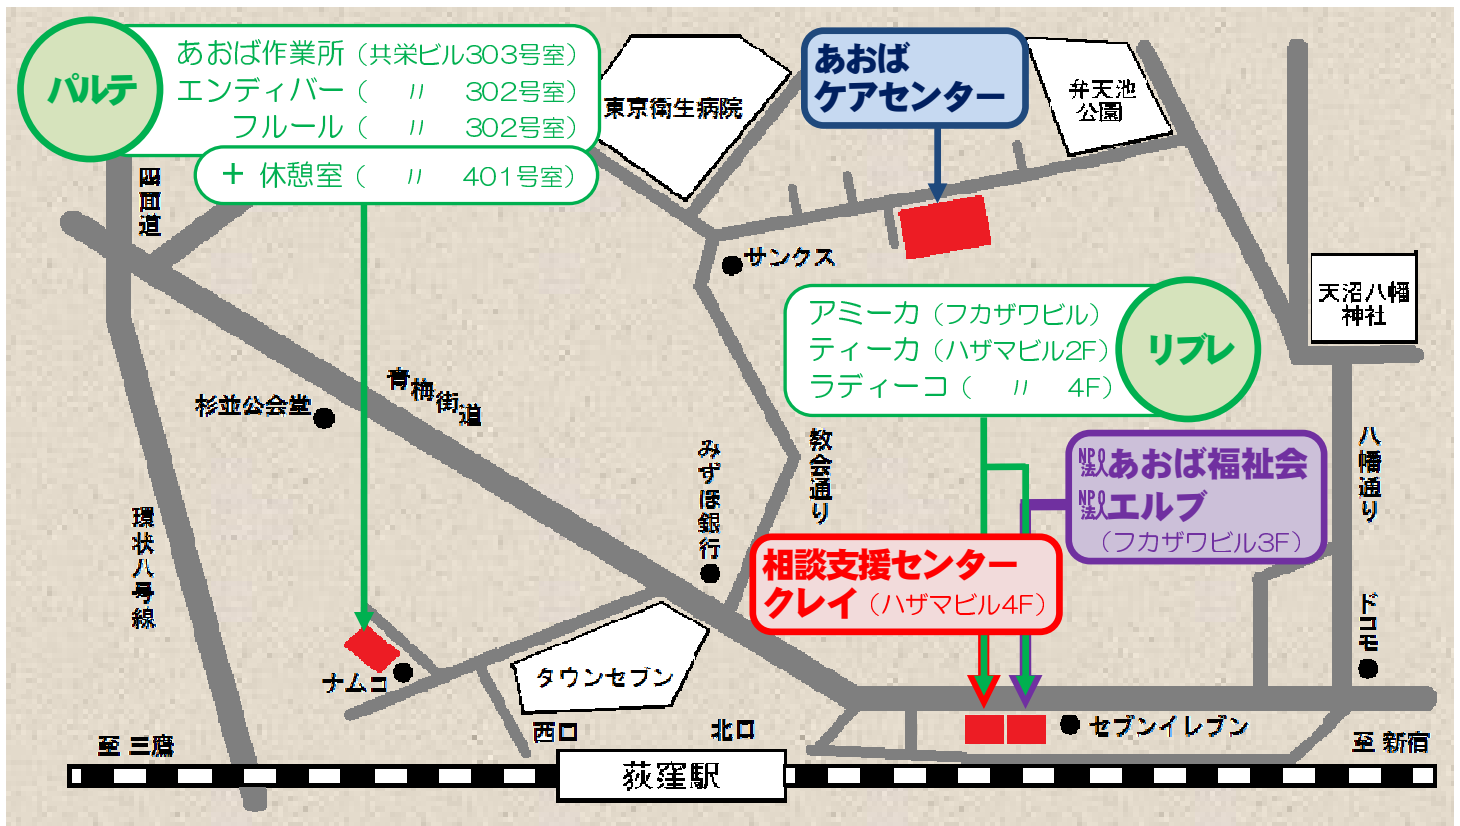 パルテ
あおば作業所（共栄ビル303号室）
エンディバー（　〃　302号室）
フルール（　〃　302号室）
＋ 休憩室（　〃　401号室）
東京衛生病院
あおば
ケアセンター
弁天池
公園
四面道
サンクス
天沼八幡
神社
アミーカ（フカザワビル）
ティーカ（ハザマビル2F）
ラディーコ（　〃　4F）
リブレ
青梅街道
杉並公会堂
みずほ銀行
教会通り
八幡通り
NPO法人あおば福祉会
NPO法人エルブ
（フカザワビル3F）
環状八号線
相談支援センター
クレイ（ハザマビル4F）
ドコモ
ナムコ
タウンセブン
西口
北口
セブンイレブン
至 三鷹
荻窪駅
至 新宿